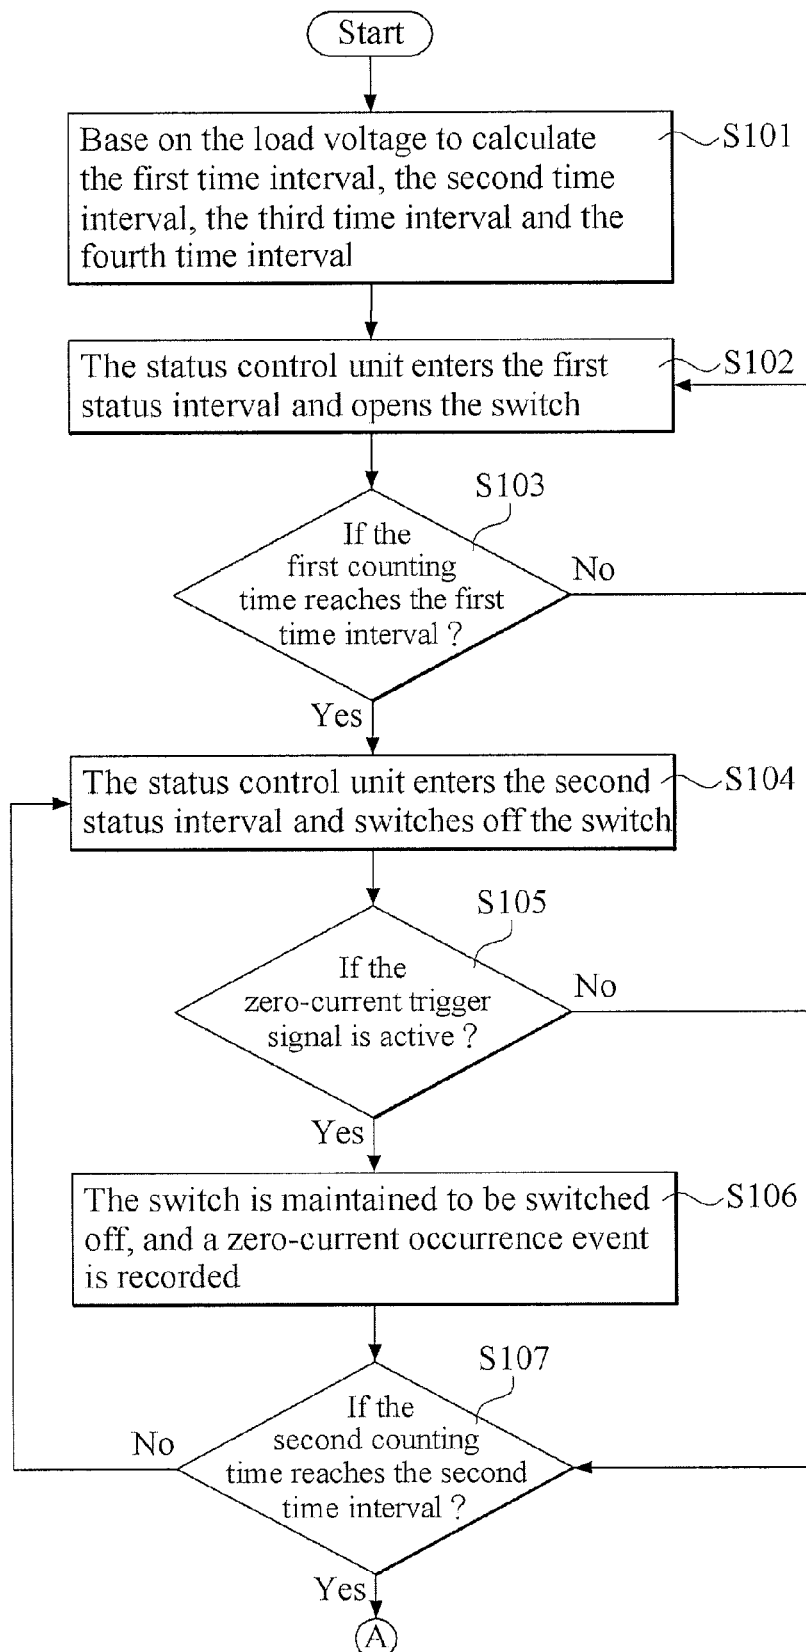 Start
Base on the load voltage to calculate
the first time interval, the second time
interval, the third time interval and the
fourth time interval
S101
The status control unit enters the first
status interval and opens the switch
S102
S103
If the
first counting
time reaches the first
time interval ?
No
Yes
The status control unit enters the second
status interval and switches off the switch
S104
S105
If the
zero-current trigger
signal is active ?
No
Yes
The switch is maintained to be switched
off, and a zero-current occurrence event
is recorded
S106
S107
If the
second counting
time reaches the second
time interval ?
No
Yes
A